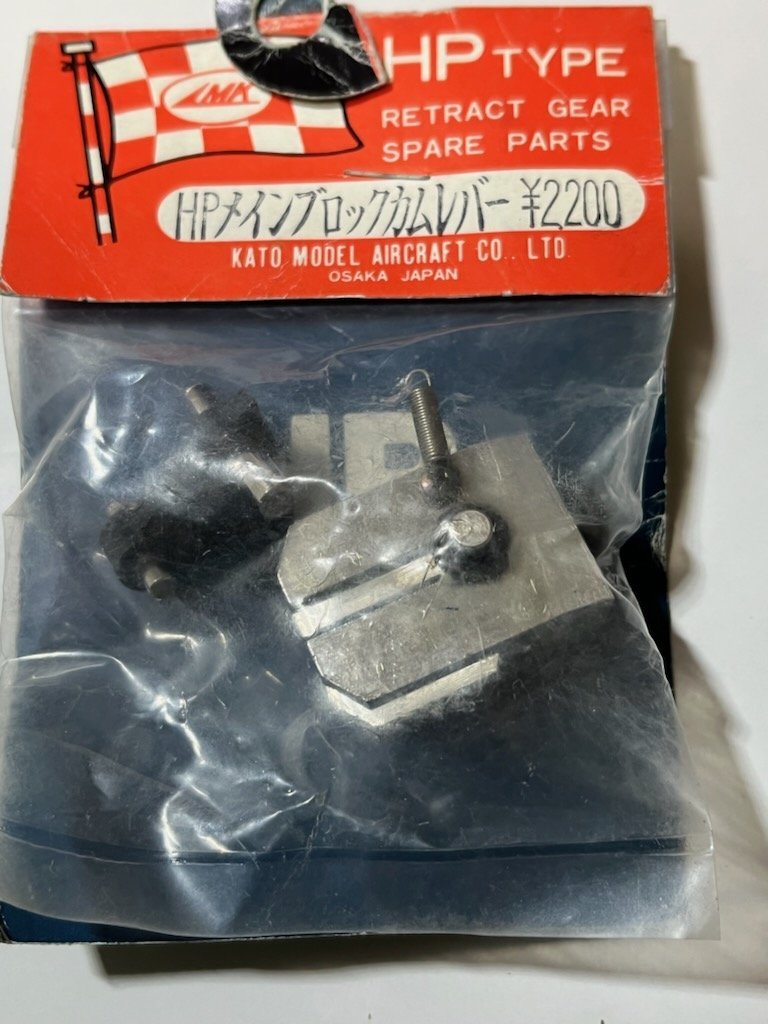 MK
HP TYPE
RETRACT GEAR
SPARE PARTS
HPメインブロックカムレバー ¥2200
KATO MODEL AIRCRAFT CO., LTD
OSAKA JAPAN